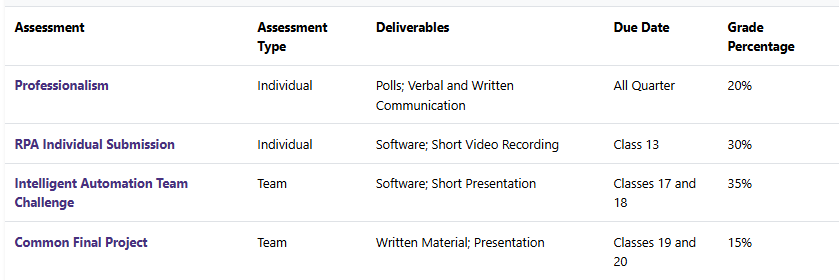 Assessment Assessment Type Deliverables Due Date Grade Percentage
Professionalism Individual Polls; Verbal and Written Communication All Quarter 20%
RPA Individual Submission Individual Software; Short Video Recording Class 13 30%
Intelligent Automation Team Challenge Team Software; Short Presentation Classes 17 and 18 35%
Common Final Project Team Written Material; Presentation Classes 19 and 20 15%